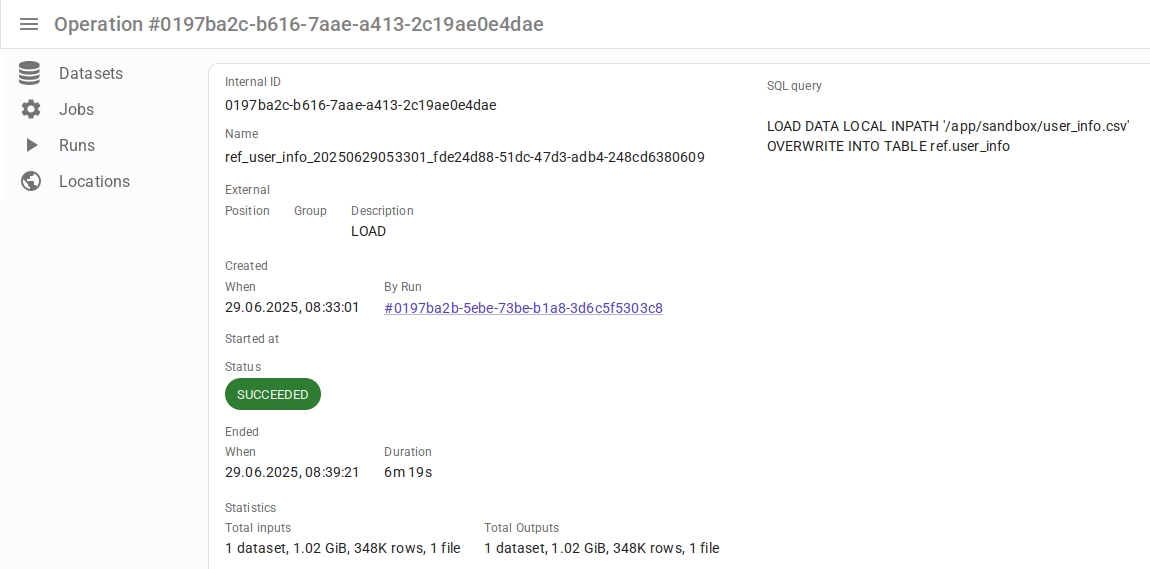 Operation #0197ba2c-b616-7aae-a413-2c19ae0e4dae
Datasets
Jobs
Runs
Locations
Internal ID
0197ba2c-b616-7aae-a413-2c19ae0e4dae
Name
ref_user_info_20250629053301_fde24d88-51dc-47d3-adb4-248cd6380609
External
Position Group Description
LOAD
Created
When By Run
29.06.2025, 08:33:01 #0197ba2b-5ebe-73be-b1a8-3d6c5f5303c8
Started at
Status
SUCCEEDED
Ended
When Duration
29.06.2025, 08:39:21 6m 19s
Statistics
Total inputs Total Outputs
1 dataset, 1.02 GiB, 348K rows, 1 file 1 dataset, 1.02 GiB, 348K rows, 1 file
SQL query
LOAD DATA LOCAL INPATH '/app/sandbox/user_info.csv'
OVERWRITE INTO TABLE ref.user_info